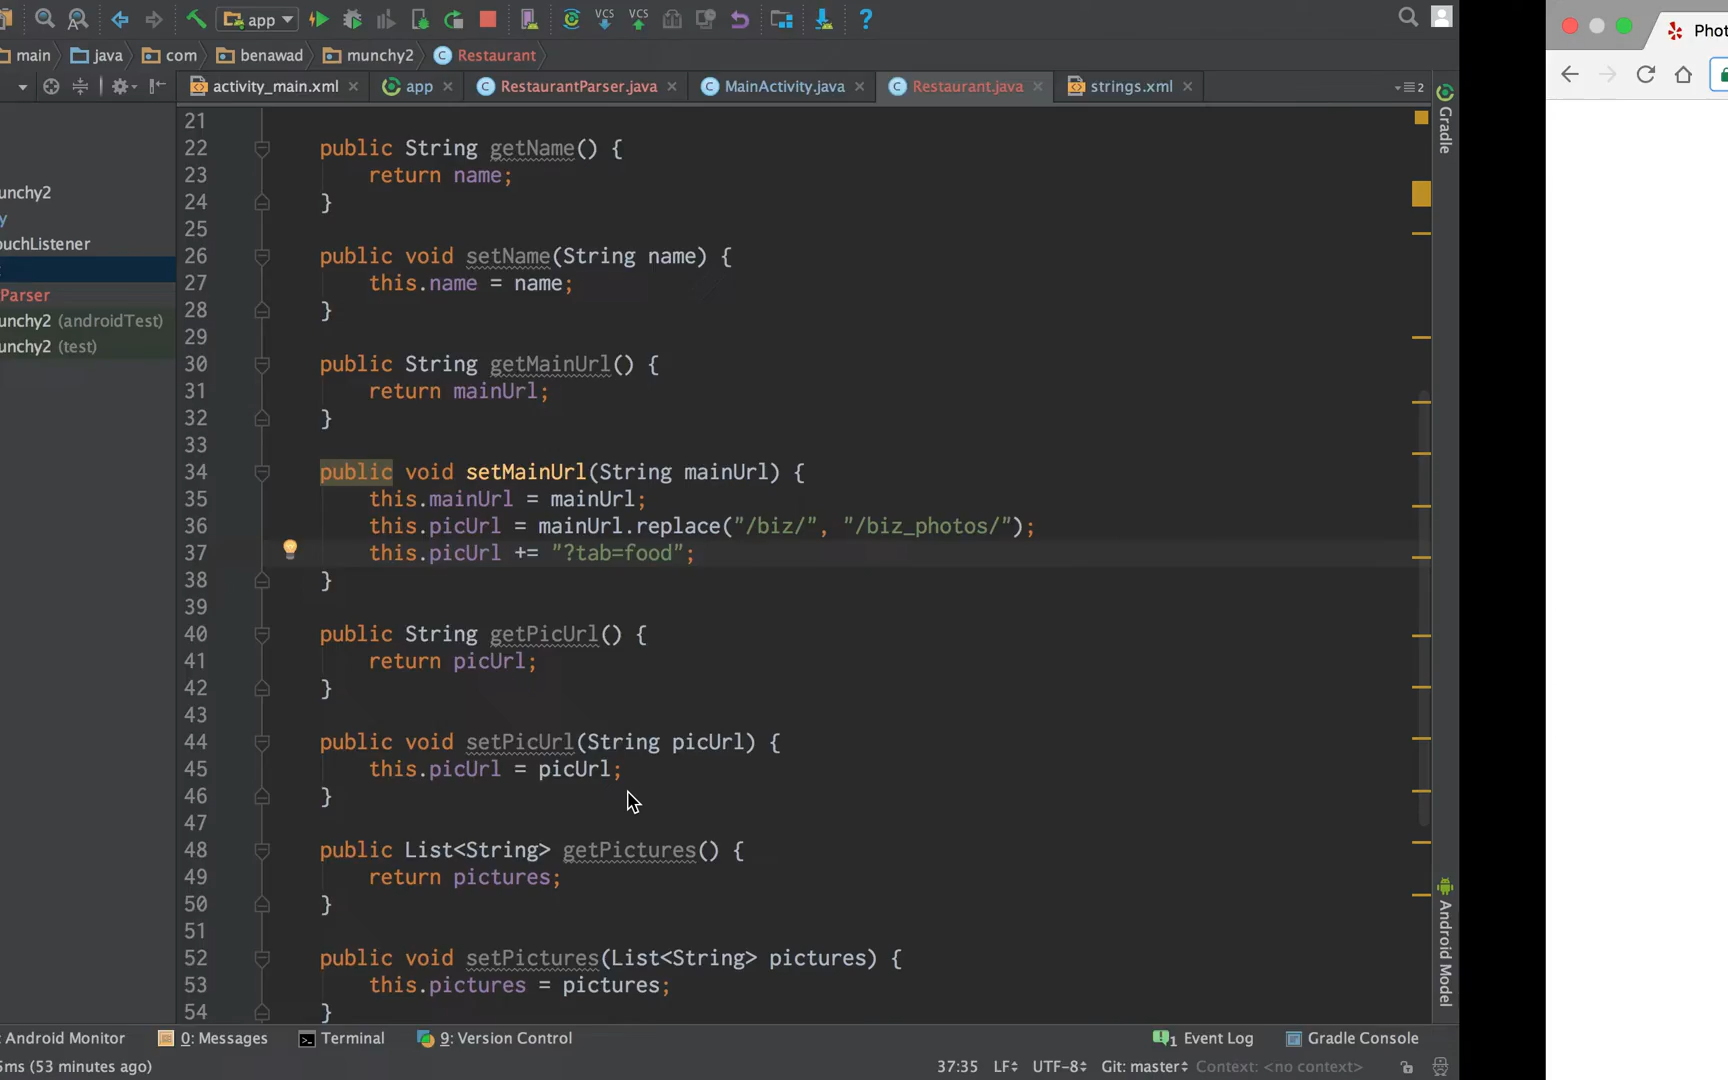 app
main java com benawad munchy2 Restaurant
activity_main.xml app RestaurantParser.java MainActivity.java Restaurant.java strings.xml 2
Phot
unchy2
y
ouchListener
t
Parser
unchy2 (androidTest)
unchy2 (test)
21
22 public String getName() {
23 return name;
24 }
25
26 public void setName(String name) {
27 this.name = name;
28 }
29
30 public String getMainUrl() {
31 return mainUrl;
32 }
33
34 public void setMainUrl(String mainUrl) {
35 this.mainUrl = mainUrl;
36 this.picUrl = mainUrl.replace("/biz/", "/biz_photos/");
37 this.picUrl += "?tab=food";
38 }
39
40 public String getPicUrl() {
41 return picUrl;
42 }
43
44 public void setPicUrl(String picUrl) {
45 this.picUrl = picUrl;
46 }
47
48 public List<String> getPictures() {
49 return pictures;
50 }
51
52 public void setPictures(List<String> pictures) {
53 this.pictures = pictures;
54 }
Gradle
Android Model
: Android Monitor 0: Messages Terminal 9: Version Control 1 Event Log Gradle Console
5ms (53 minutes ago) 37:35 LF UTF-8 Git: master Context: <no context>